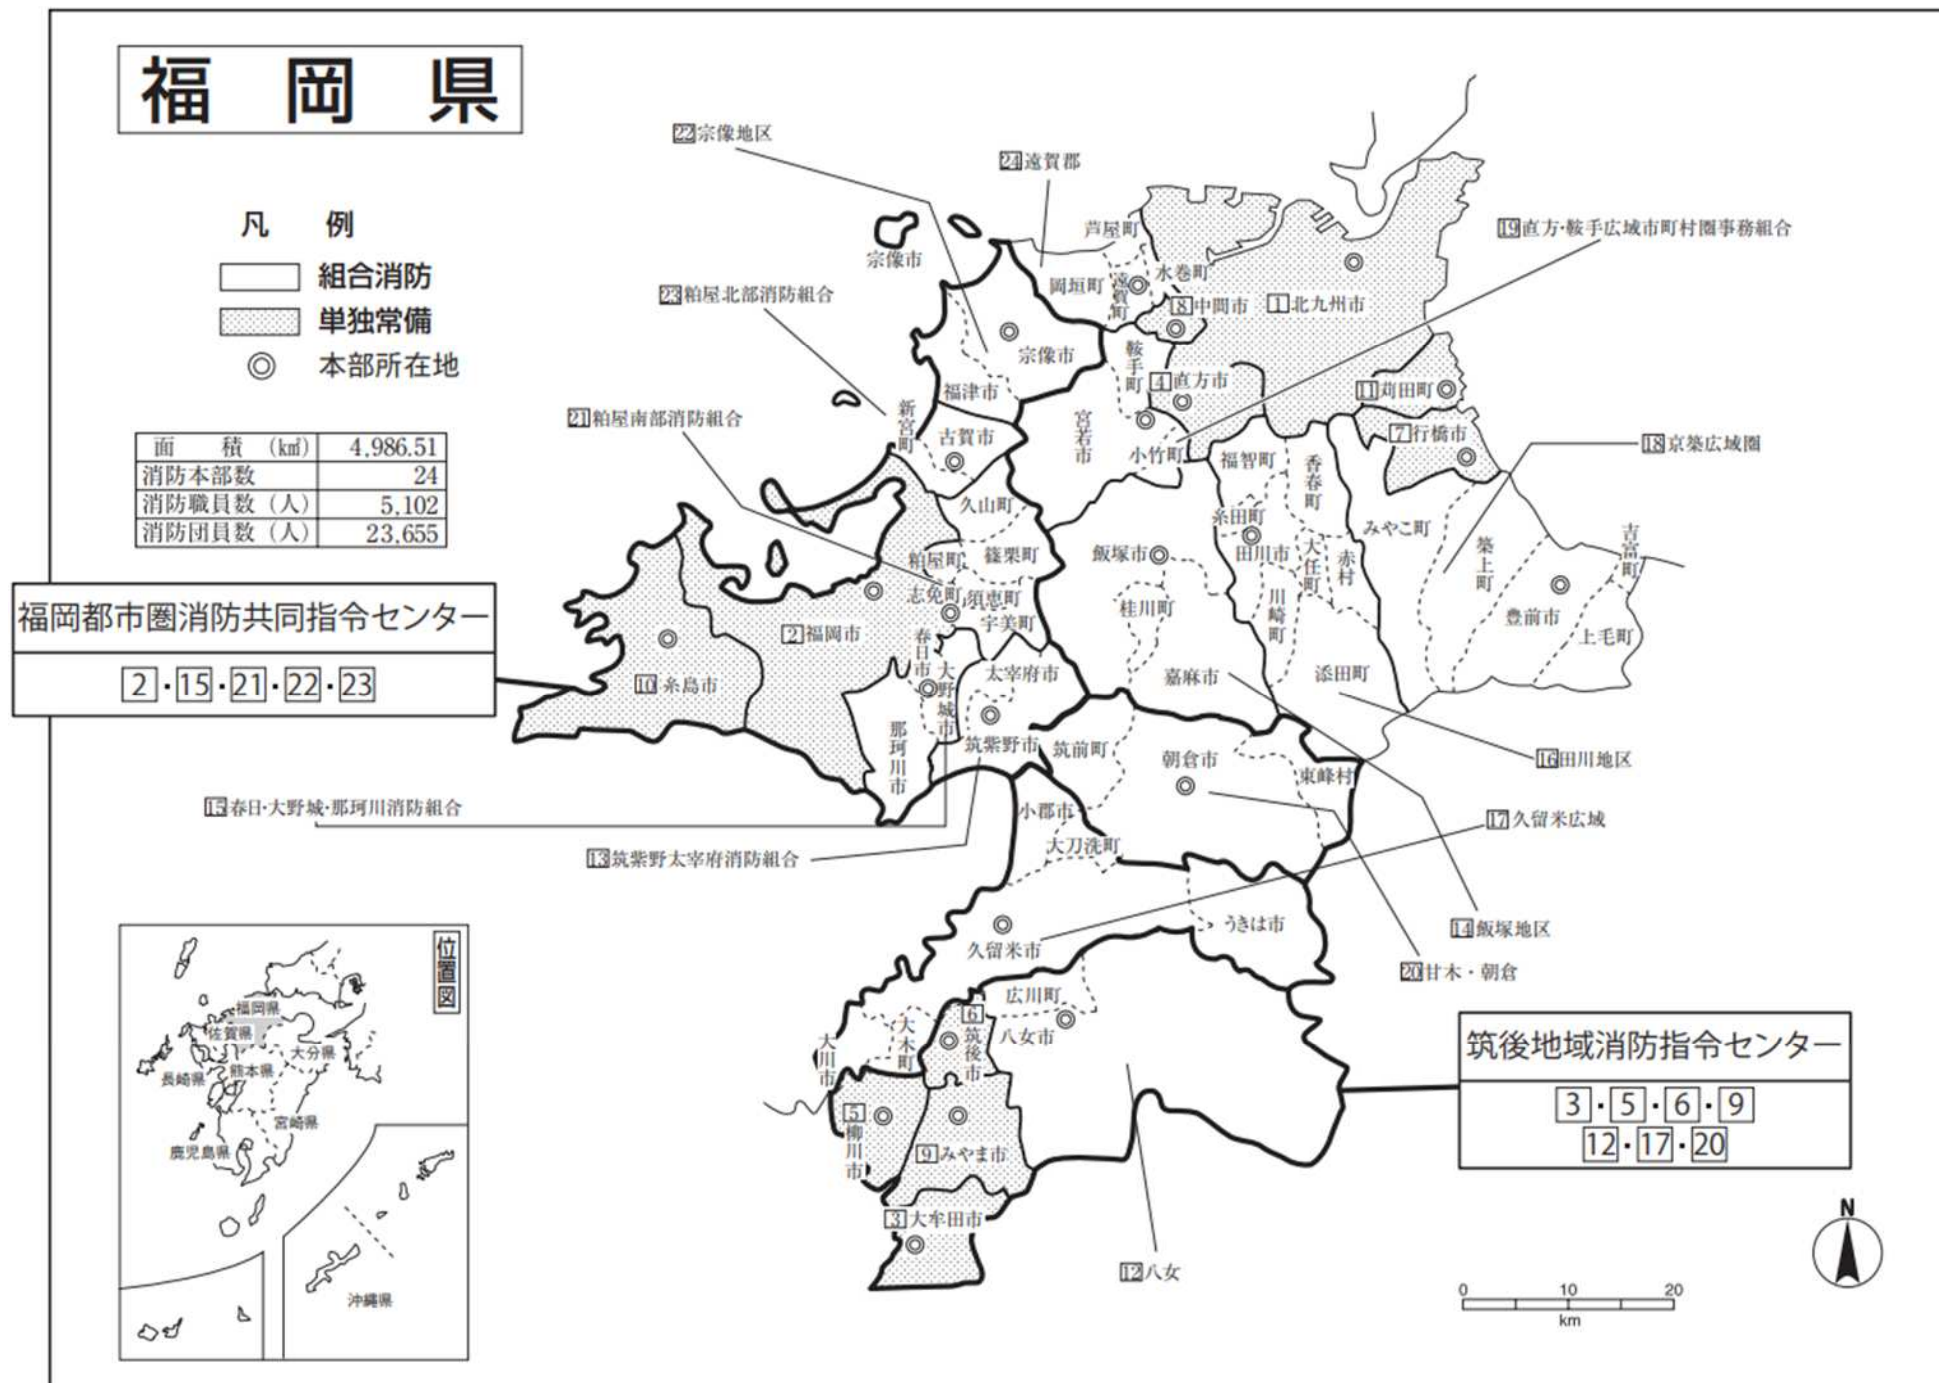 福岡県
凡例
組合消防
単独常備
本部所在地
面積（㎢） 4,986.51
消防本部数 24
消防職員数（人） 5,102
消防団員数（人） 23,655
福岡都市圏消防共同指令センター
2・15・21・22・23
22宗像地区
24遠賀郡
19直方・鞍手広域市町村圏事務組合
23粕屋北部消防組合
21粕屋南部消防組合
18京築広域圏
15春日・大野城・那珂川消防組合
13筑紫野太宰府消防組合
16田川地区
17久留米広域
14飯塚地区
20甘木・朝倉
12八女
宗像市
芦屋町
水巻町
岡垣町
遠賀町
8中間市
1北九州市
宗像市
鞍手町
4直方市
11苅田町
福津市
新宮町
古賀市
宮若市
小竹町
7行橋市
福智町
香春町
久山町
糸田町
みやこ町
粕屋町
篠栗町
飯塚市
田川市
大任町
赤村
築上町
吉富町
志免町
須恵町
桂川町
川崎町
豊前市
宇美町
上毛町
2福岡市
春日市
大野城市
太宰府市
10糸島市
嘉麻市
添田町
那珂川市
筑紫野市
筑前町
朝倉市
東峰村
小郡市
大刀洗町
うきは市
久留米市
広川町
八女市
6筑後市
大木町
大川市
5柳川市
9みやま市
3大牟田市
筑後地域消防指令センター
3・5・6・9
12・17・20
位置図
福岡県
佐賀県
大分県
長崎県
熊本県
宮崎県
鹿児島県
沖縄県
N
0 10 20
km